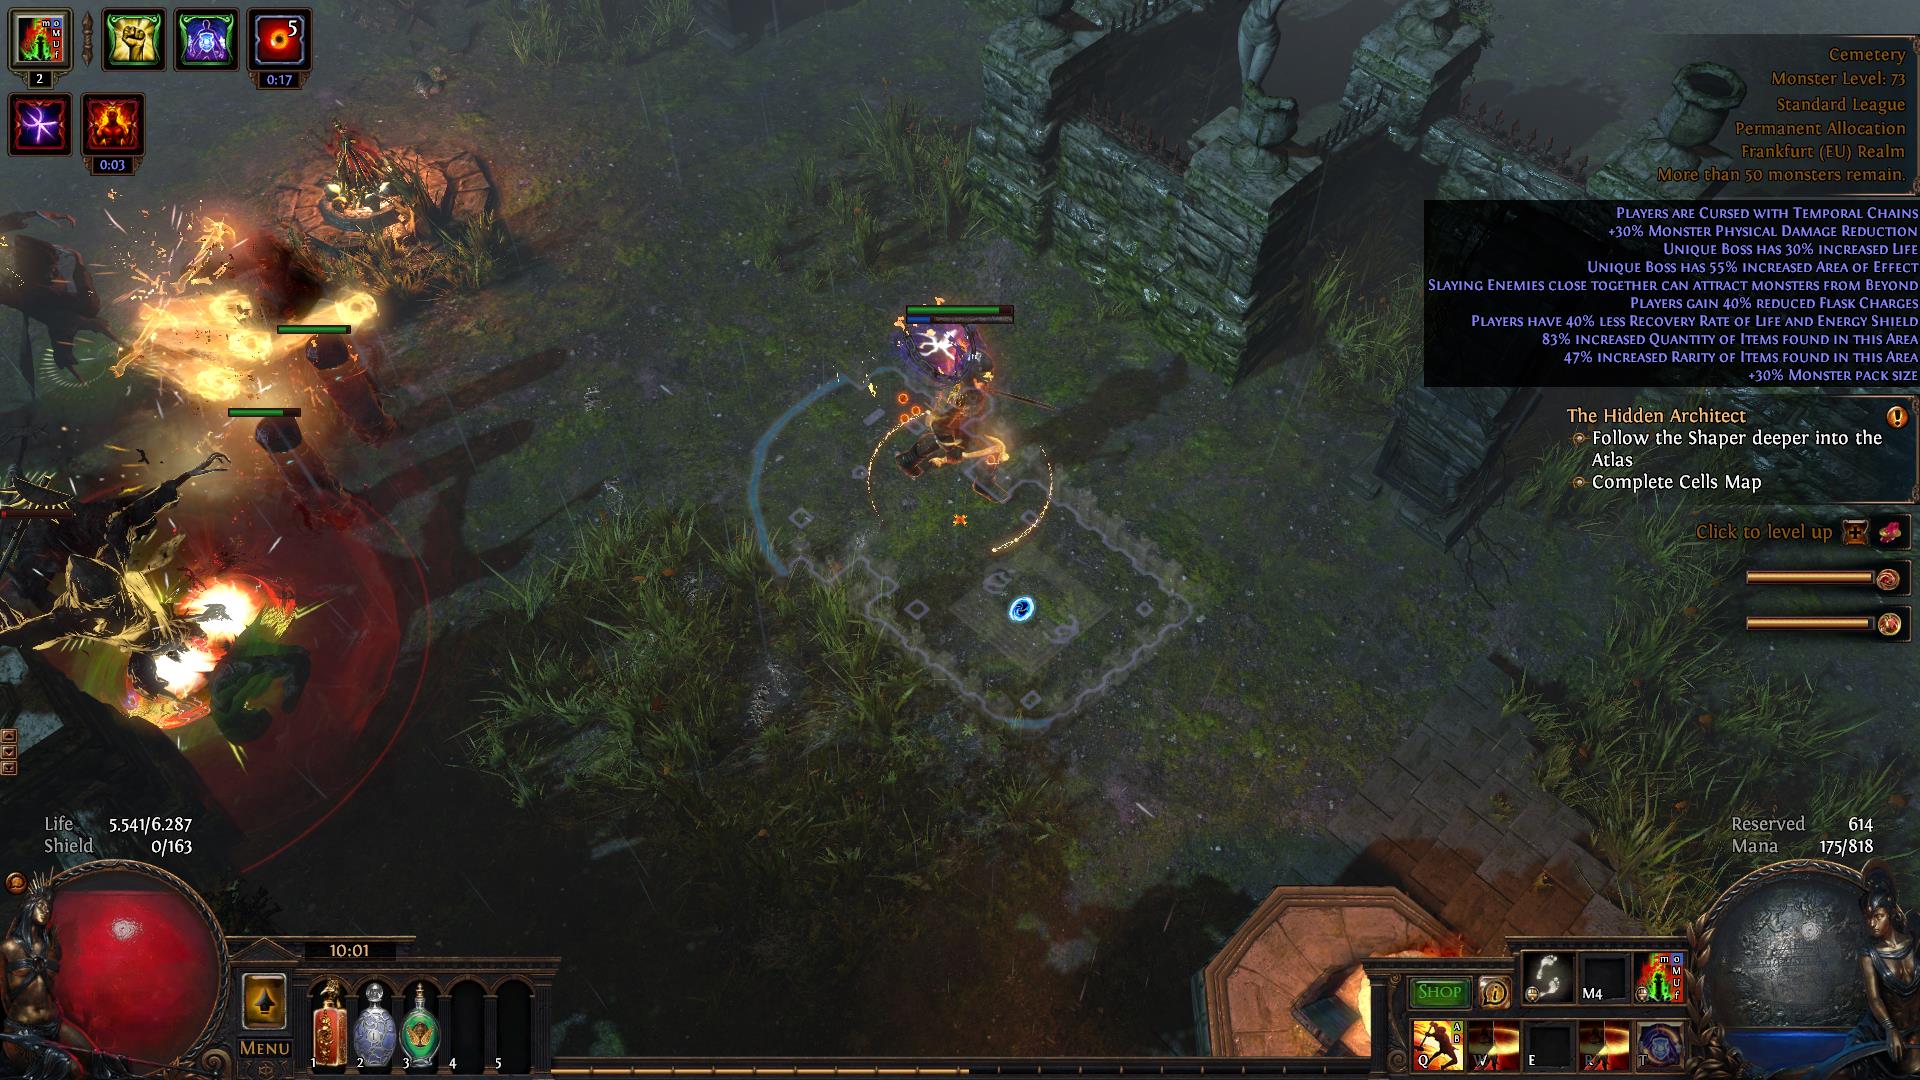 2
5
0:17
0:03
Cemetery
Monster Level: 73
Standard League
Permanent Allocation
Frankfurt (EU) Realm
More than 50 monsters remain.
Players are Cursed with Temporal Chains
+30% Monster Physical Damage Reduction
Unique Boss has 30% increased Life
Unique Boss has 55% increased Area of Effect
Slaying Enemies close together can attract monsters from Beyond
Players gain 40% reduced Flask Charges
Players have 40% less Recovery Rate of Life and Energy Shield
83% increased Quantity of Items found in this Area
47% increased Rarity of Items found in this Area
+30% Monster pack size
The Hidden Architect
Follow the Shaper deeper into the
Atlas
Complete Cells Map
Click to level up
Life 5.541/6.287
Shield 0/163
Reserved 614
Mana 175/818
10:01
Menu
1 2 3 4 5
Shop
M4
Q W E R T